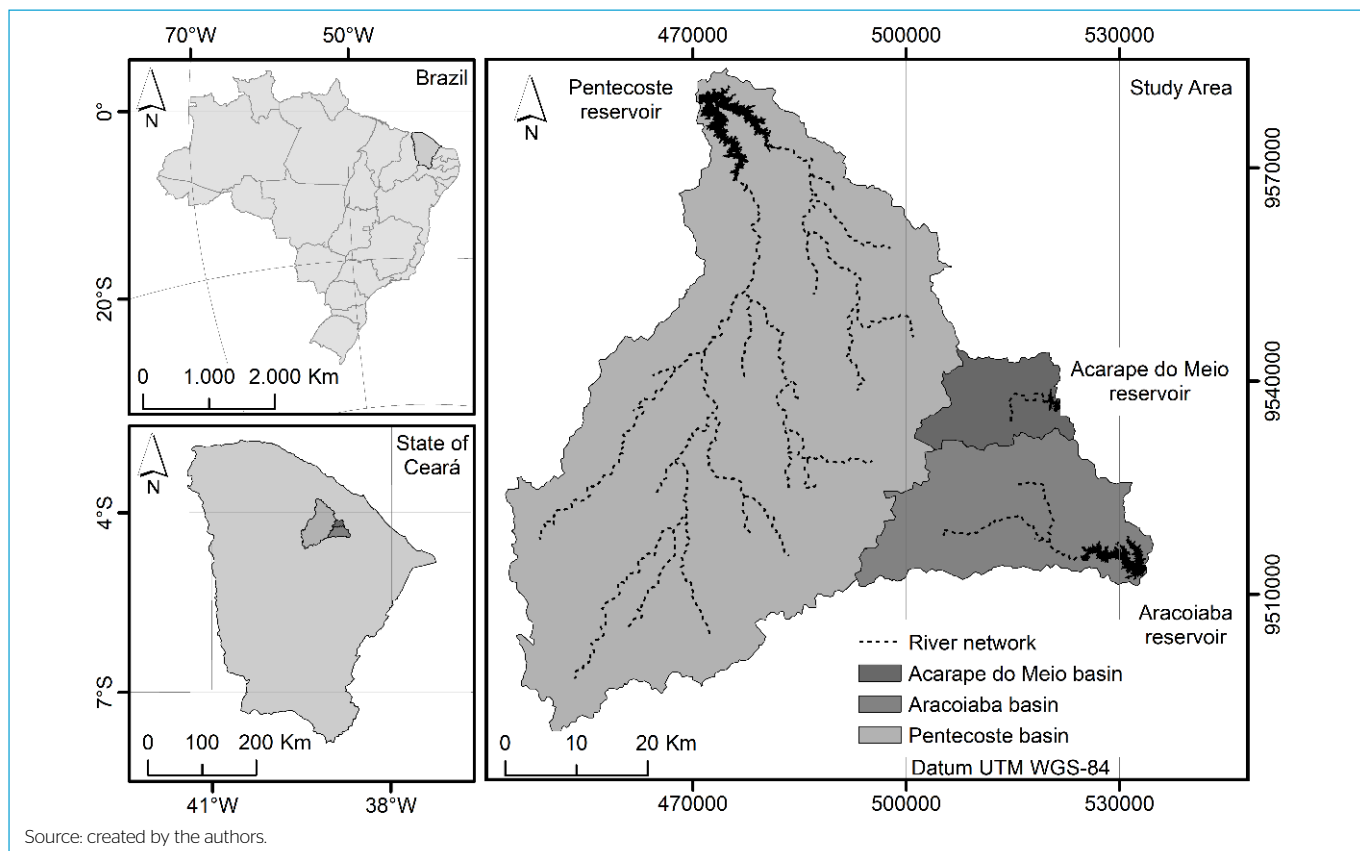 70°W
50°W
Brazil
N
0°
20°S
0
1.000
2.000 Km
State of
Ceará
N
4°S
7°S
0
100
200 Km
41°W
38°W
470000
500000
530000
Pentecoste
reservoir
Study Area
N
9570000
Acarape do Meio
reservoir
9540000
9510000
Aracoiaba
reservoir
River network
Acarape do Meio basin
Aracoiaba basin
Pentecoste basin
Datum UTM WGS-84
0
10
20 Km
470000
500000
530000
Source: created by the authors.